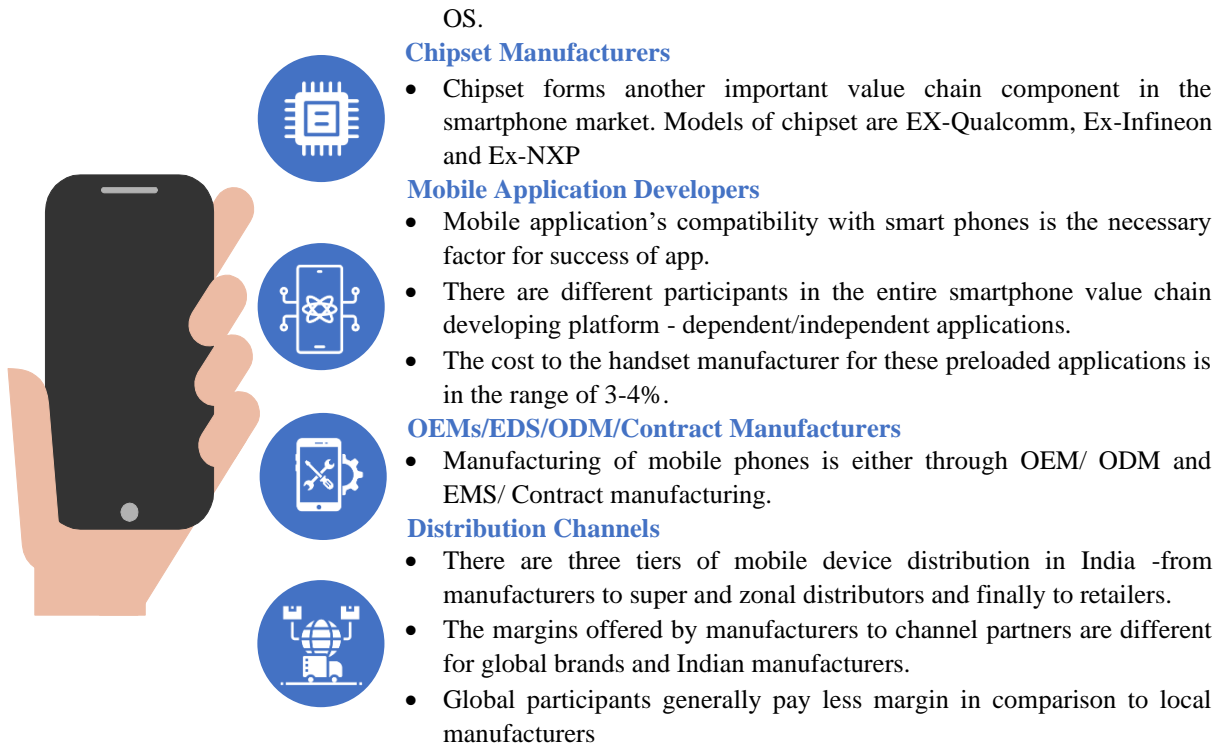 OS.
Chipset Manufacturers
• Chipset forms another important value chain component in the
smartphone market. Models of chipset are EX-Qualcomm, Ex-Infineon
and Ex-NXP
Mobile Application Developers
• Mobile application’s compatibility with smart phones is the necessary
factor for success of app.
• There are different participants in the entire smartphone value chain
developing platform - dependent/independent applications.
• The cost to the handset manufacturer for these preloaded applications is
in the range of 3-4%.
OEMs/EDS/ODM/Contract Manufacturers
• Manufacturing of mobile phones is either through OEM/ ODM and
EMS/ Contract manufacturing.
Distribution Channels
• There are three tiers of mobile device distribution in India -from
manufacturers to super and zonal distributors and finally to retailers.
• The margins offered by manufacturers to channel partners are different
for global brands and Indian manufacturers.
• Global participants generally pay less margin in comparison to local
manufacturers